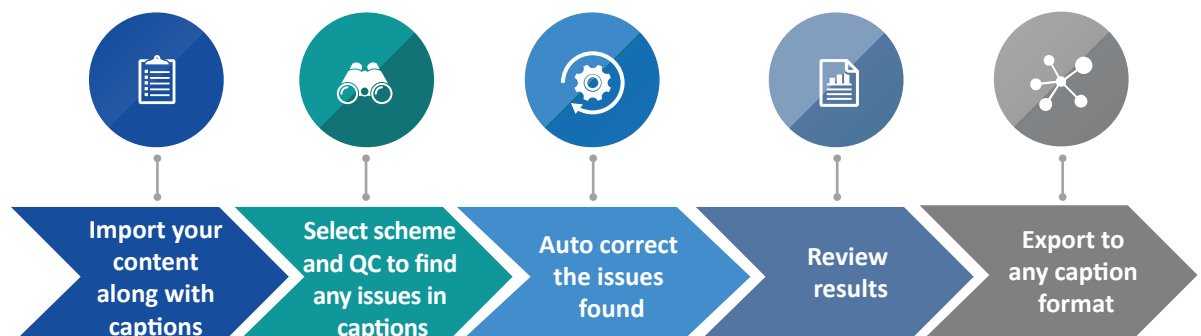 Import your
content
along with
captions
Select scheme
and QC to find
any issues in
captions
Auto correct
the issues
found
Review
results
Export to
any caption
format